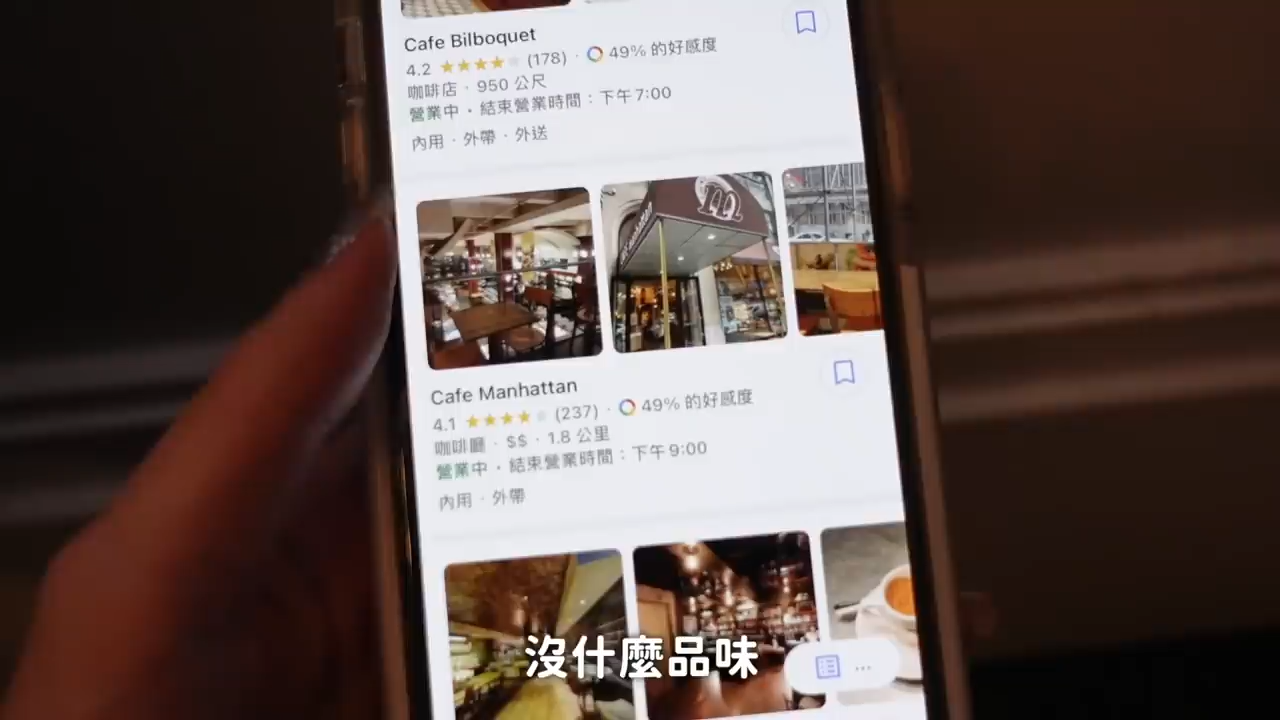 Cafe Bilboquet
4.2 (178) · 49% 的好感度
咖啡店 · 950 公尺
營業中 · 結束營業時間：下午 7:00
內用 · 外帶 · 外送
m
Cafe Manhattan
4.1 (237) · 49% 的好感度
咖啡廳 · $$ · 1.8 公里
營業中 · 結束營業時間：下午 9:00
內用 · 外帶
沒什麼品味